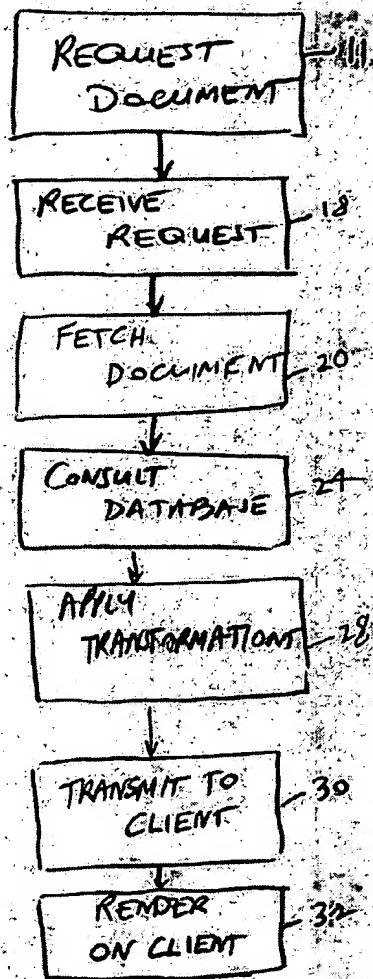 REQUEST
DOCUMENT
RECEIVE
REQUEST
18
FETCH
DOCUMENT
20
CONSULT
DATABASE
24
APPLY
TRANSFORMATIONS
28
TRANSMIT TO
CLIENT
30
RENDER
ON CLIENT
32